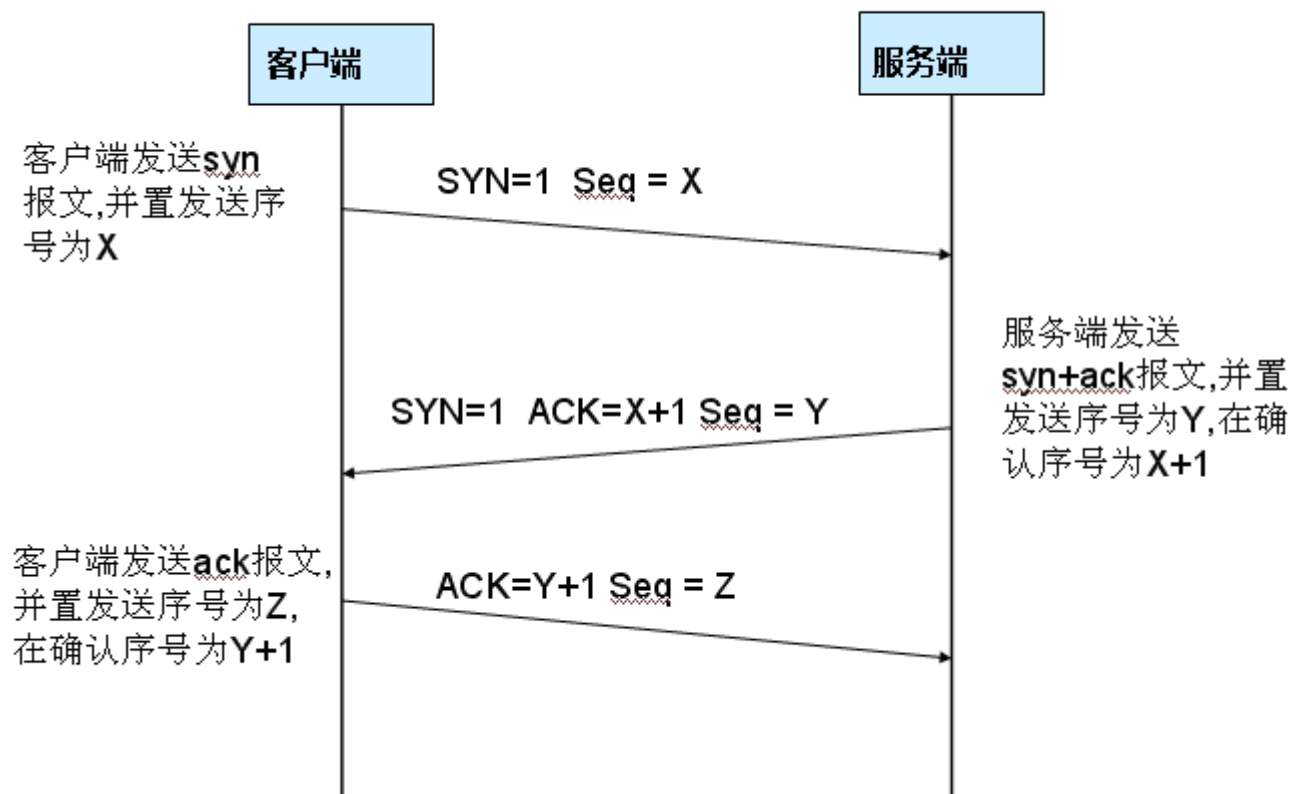 客户端
服务端
客户端发送syn
报文,并置发送序
号为X
SYN=1 Seq = X
服务端发送
syn+ack报文,并置
发送序号为Y,在确
认序号为X+1
SYN=1 ACK=X+1 Seq = Y
客户端发送ack报文,
并置发送序号为Z,
在确认序号为Y+1
ACK=Y+1 Seq = Z